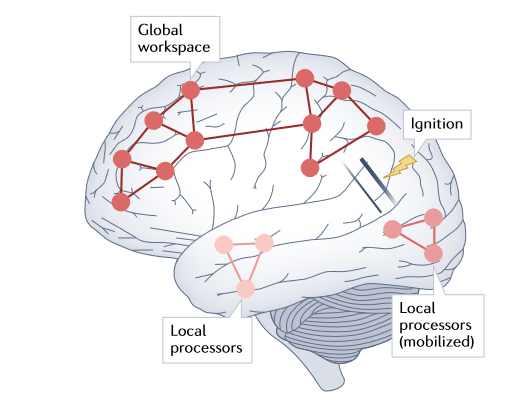 Global
workspace
Ignition
Local
processors
Local
processors
(mobilized)